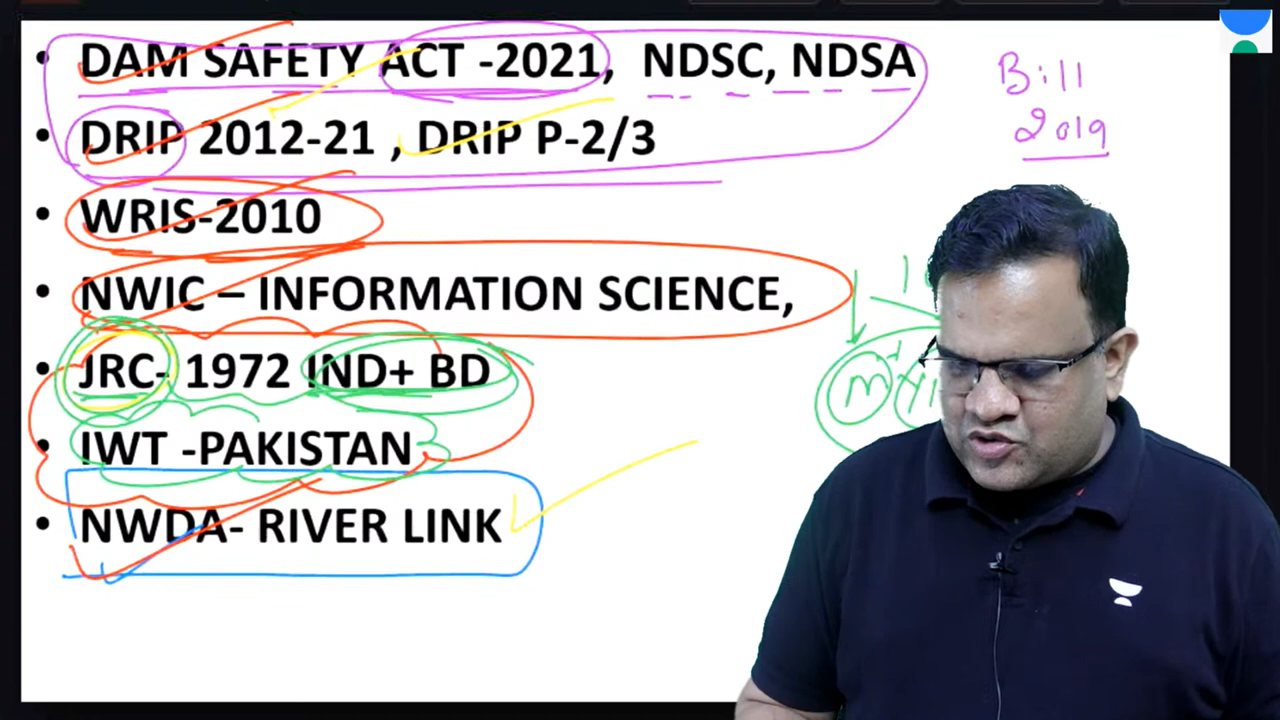 • DAM SAFETY ACT -2021, NDSC, NDSA
• DRIP 2012-21 , DRIP P-2/3
• WRIS-2010
• NWIC – INFORMATION SCIENCE,
• JRC- 1972 IND+ BD
• IWT -PAKISTAN
• NWDA- RIVER LINK
Bill
2019